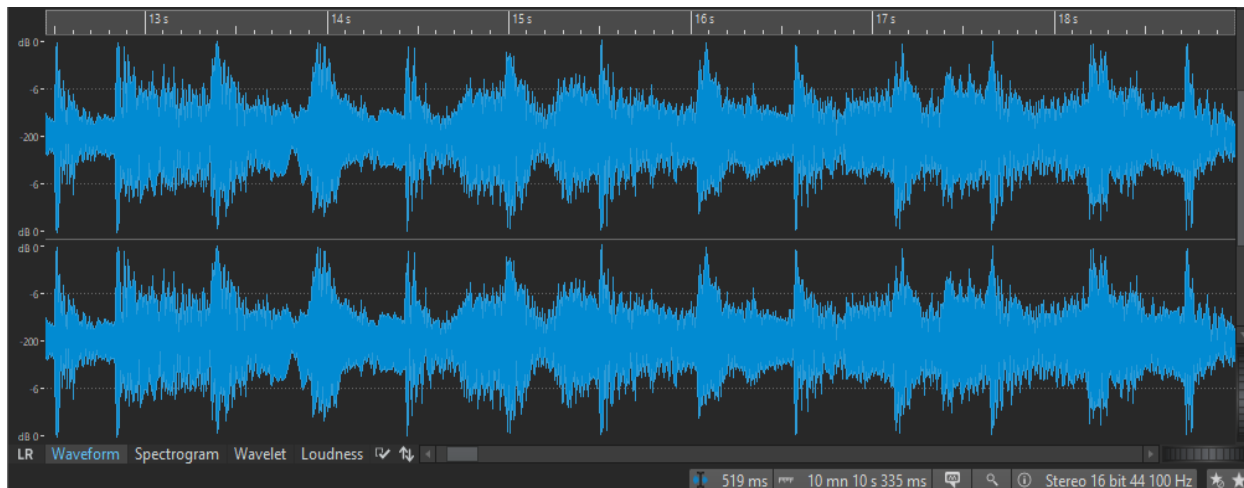 13 s 14 s 15 s 16 s 17 s 18 s
dB 0-
-6-
-200-
-6-
dB 0-
dB 0-
-6-
-200-
-6-
dB 0-
LR Waveform Spectrogram Wavelet Loudness
519 ms 10 mn 10 s 335 ms Stereo 16 bit 44 100 Hz